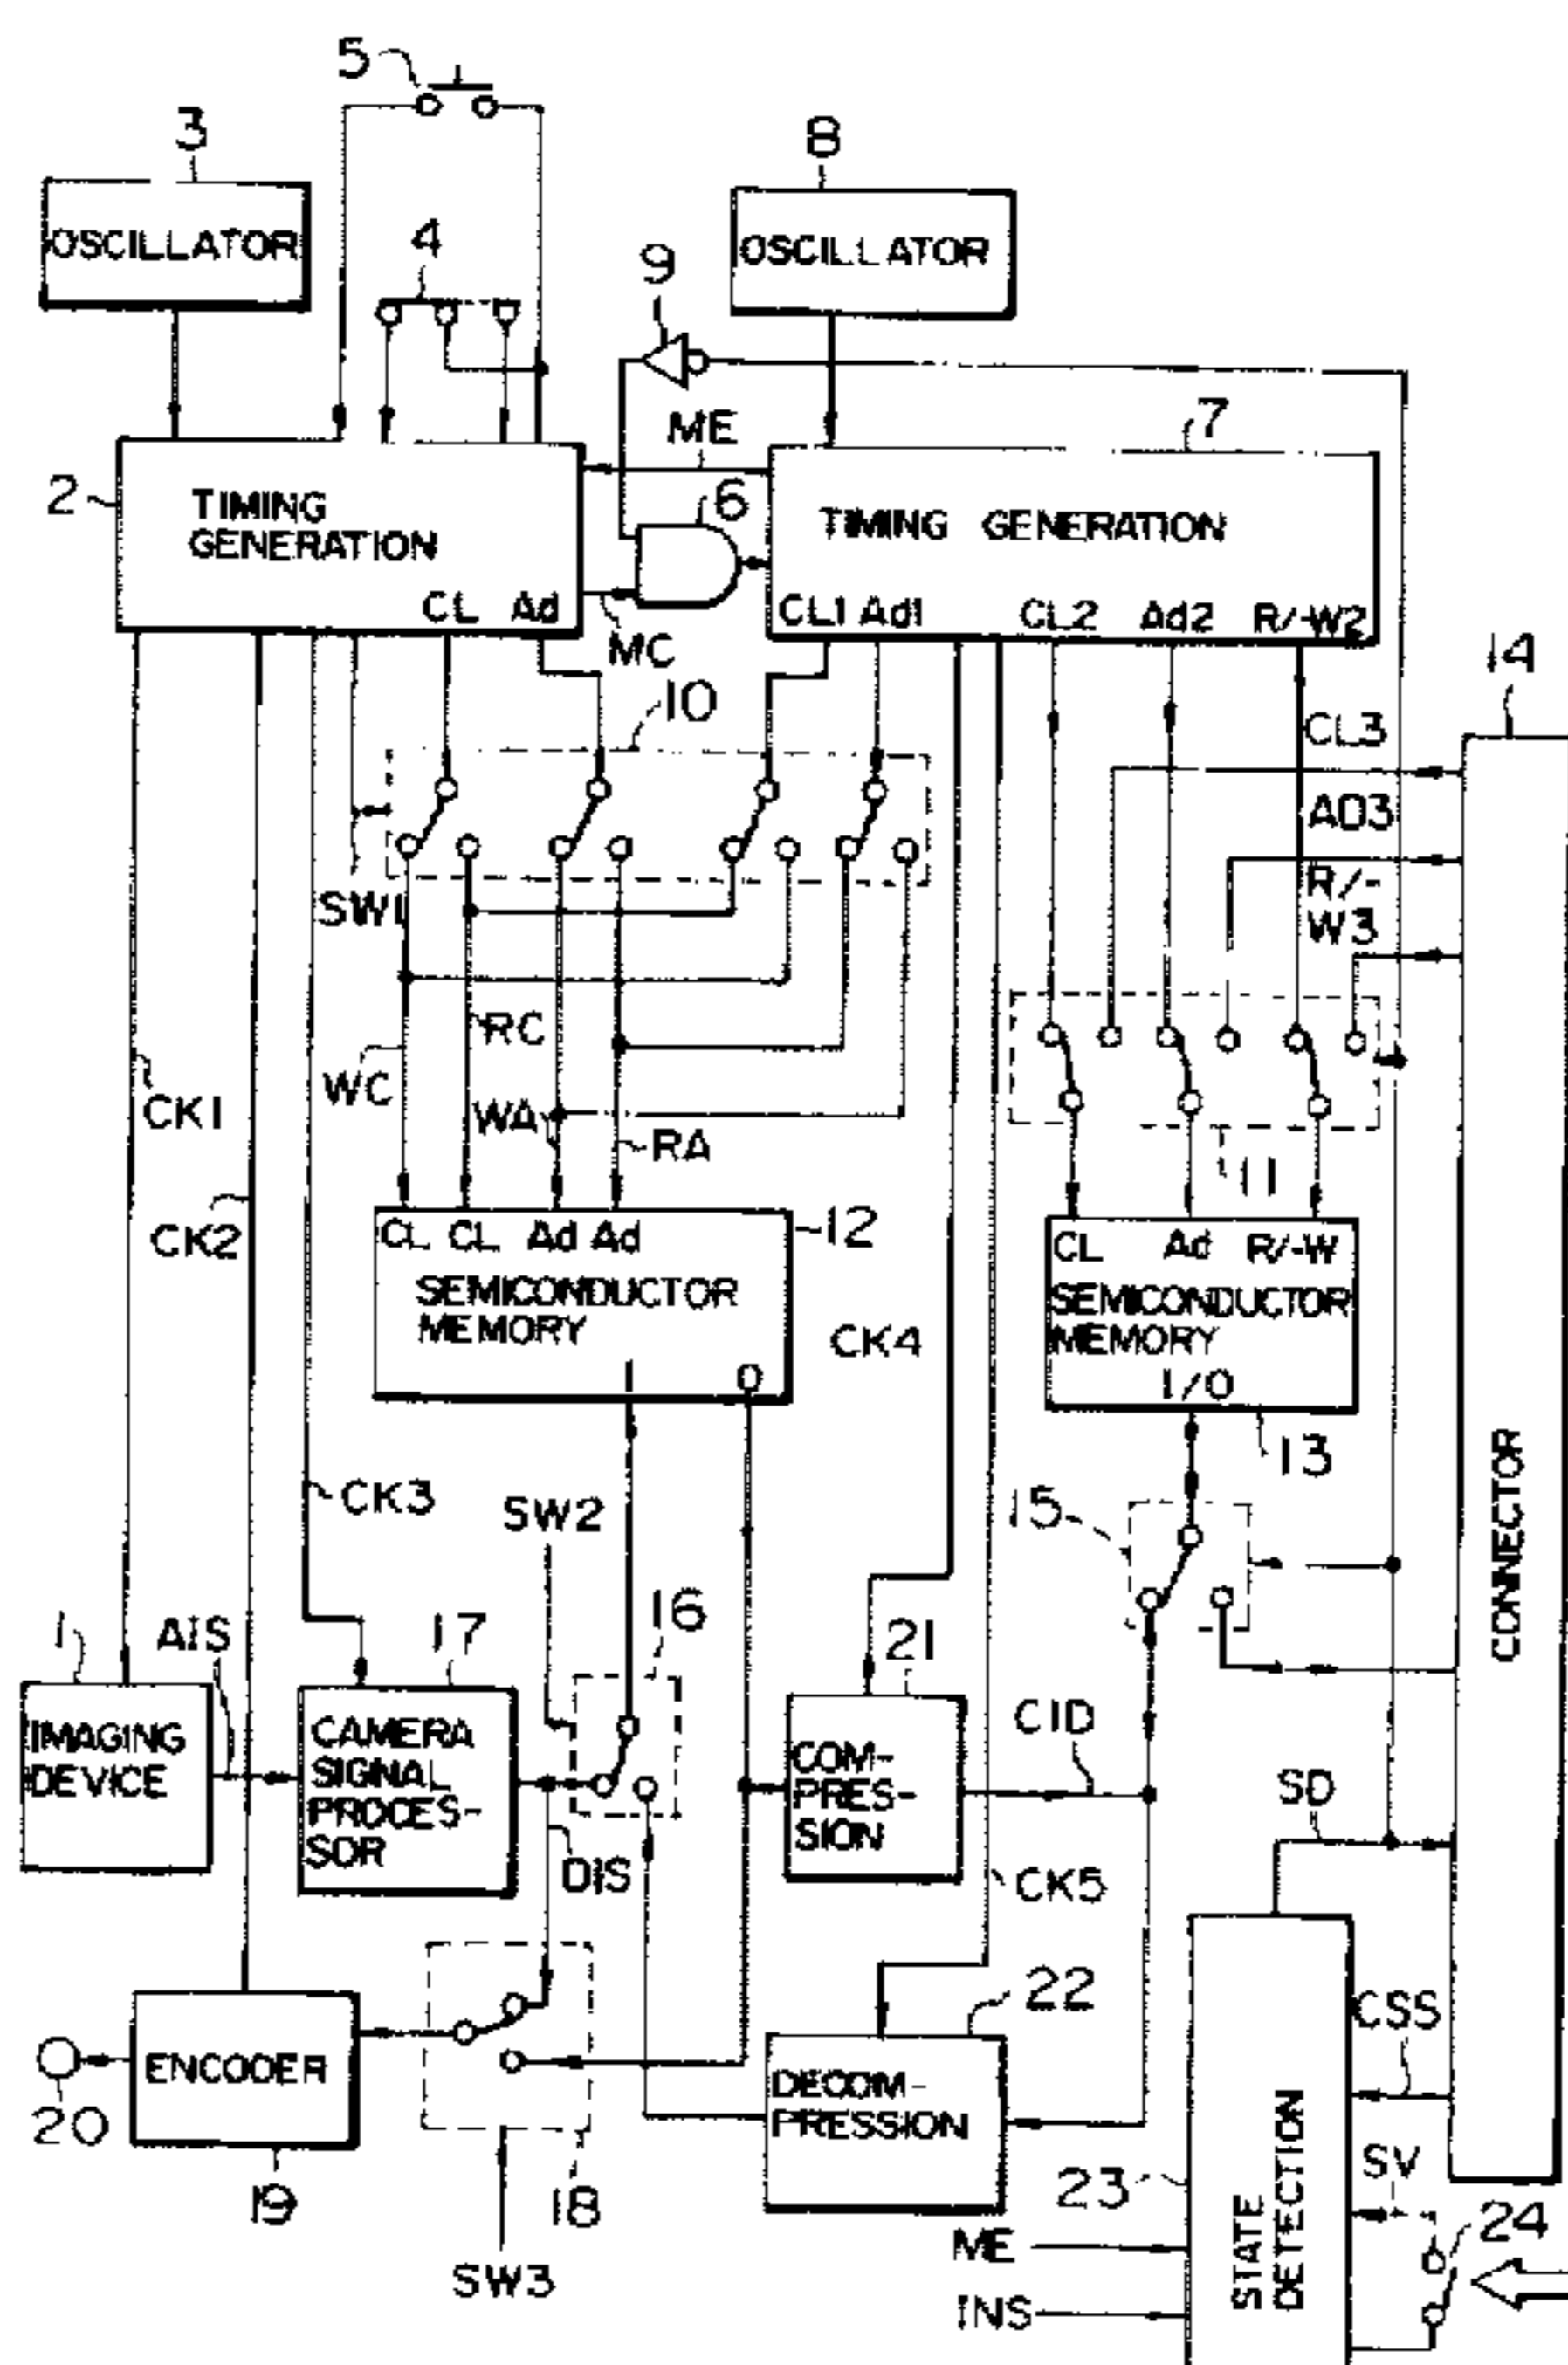 5
3
8
OSCILLATOR
4
9
OSCILLATOR
ME
7
2
TIMING
GENERATION
6
TIMING GENERATION
CL Ad
CL1 Ad1 CL2 Ad2 R/-W2
MC
14
10
CL3
AD3
R/-
W3
SW1
RC
WC
CK1
WA
RA
11
CK2
CL CL Ad Ad
12
CL Ad R/-W
SEMICONDUCTOR
MEMORY
SEMICONDUCTOR
MEMORY
CK4
I O
I/O
13
CONNECTOR
CK3
SW2
15
1
AIS
17
16
21
IMAGING
DEVICE
CAMERA
SIGNAL
PROCES-
SOR
COM-
PRES-
SION
CID
SD
DIS
CK5
22
CSS
ENCODER
DECOM-
PRESSION
20
19
18
23
SV
STATE
DETECTION
24
ME
SW3
INS